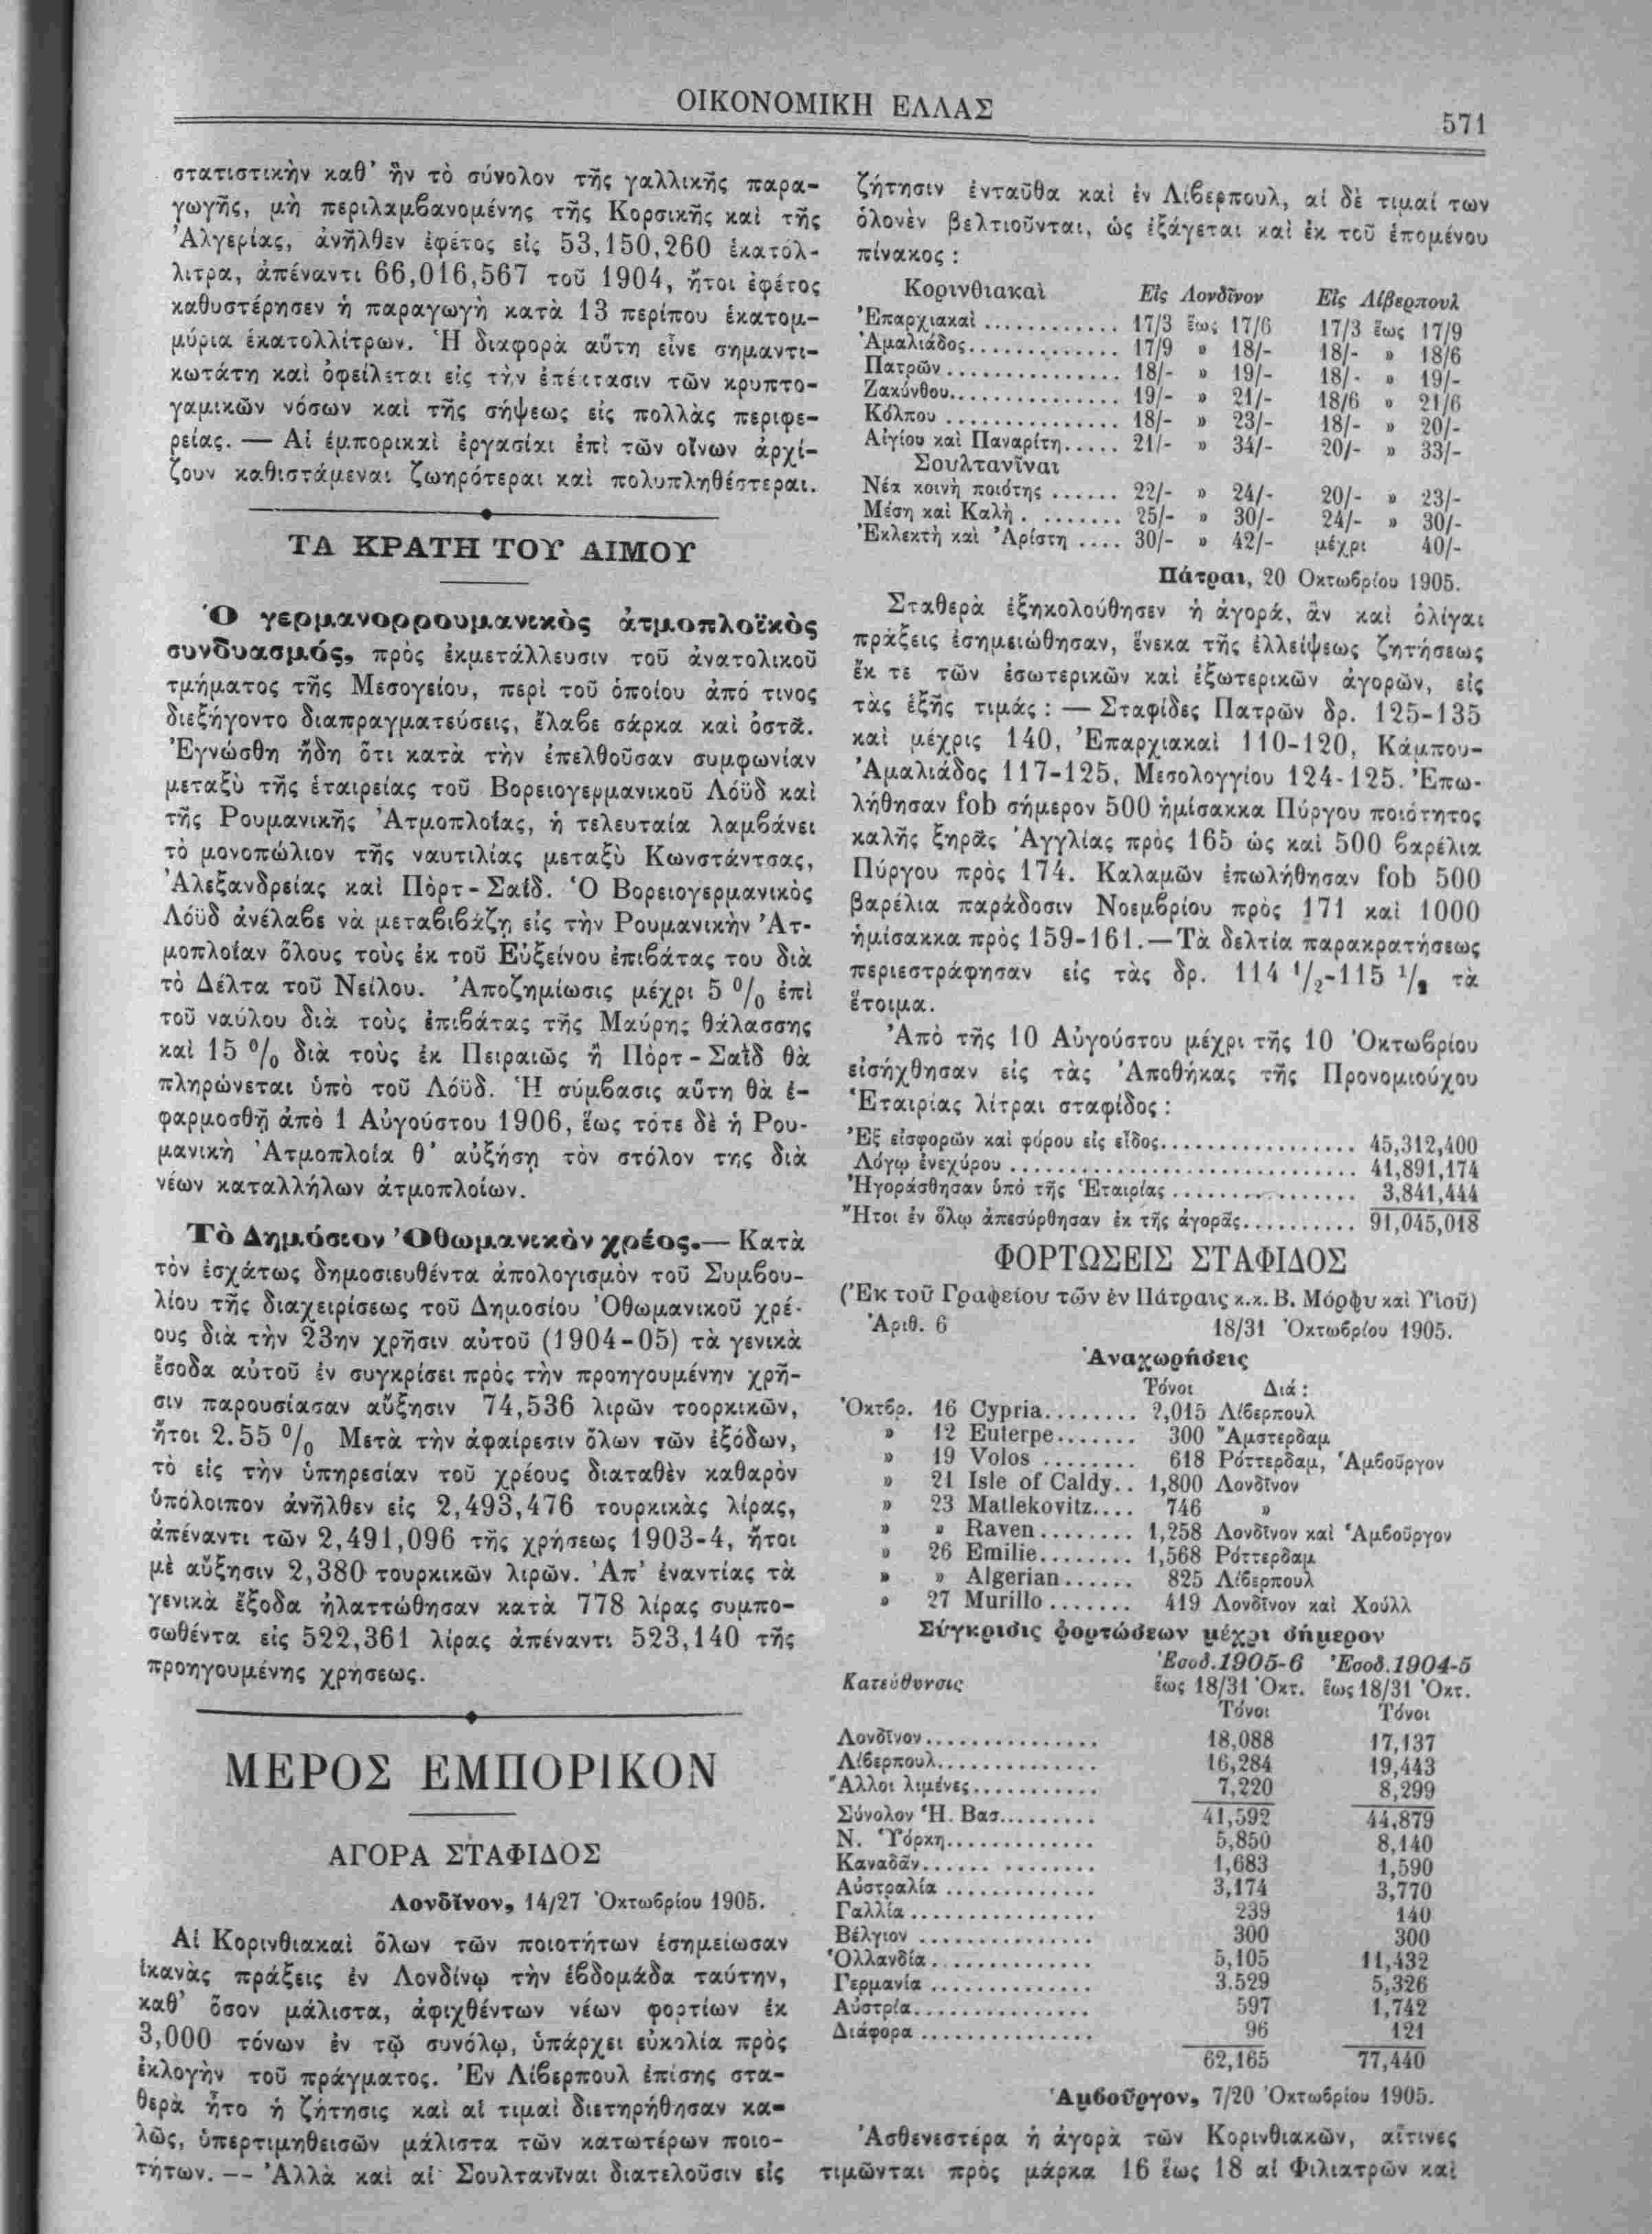 ΟΙΚΟΝΟΜΙΚΗ ΕΛΛΑΣ
571
στατιστικὴν καθ’ ἣν τὸ σύνολον τῆς γαλλικῆς παρα-
γωγῆς, μὴ περιλαμβανομένης τῆς Κορσικῆς καὶ τῆς
Ἀλγερίας, ἀνῆλθεν ἐφέτος εἰς 53,150,260 ἑκατόλ-
λιτρα, ἀπέναντι 66,016,567 τοῦ 1904, ἤτοι ἐφέτος
καθυστέρησεν ἡ παραγωγὴ κατὰ 13 περίπου ἑκατομ-
μύρια ἑκατολλίτρων. Ἡ διαφορὰ αὕτη εἶνε σημαντι-
κωτάτη καὶ ὀφείλεται εἰς τὴν ἐπέκτασιν τῶν κρυπτο-
γαμικῶν νόσων καὶ τῆς σήψεως εἰς πολλὰς περιφε-
ρείας. — Αἱ ἐμπορικαὶ ἐργασίαι ἐπὶ τῶν οἴνων ἀρχί-
ζουν καθιστάμεναι ζωηρότεραι καὶ πολυπληθέστεραι.
ΤΑ ΚΡΑΤΗ ΤΟΥ ΑΙΜΟΥ
Ὁ γερμανορρουμανικὸς ἀτμοπλοϊκὸς
συνδυασμός, πρὸς ἐκμετάλλευσιν τοῦ ἀνατολικοῦ
τμήματος τῆς Μεσογείου, περὶ τοῦ ὁποίου ἀπό τινος
διεξήγοντο διαπραγματεύσεις, ἔλαβε σάρκα καὶ ὀστᾶ.
Ἐγνώσθη ἤδη ὅτι κατὰ τὴν ἐπελθοῦσαν συμφωνίαν
μεταξὺ τῆς ἑταιρείας τοῦ Βορειογερμανικοῦ Λόϋδ καὶ
τῆς Ρουμανικῆς Ἀτμοπλοΐας, ἡ τελευταία λαμβάνει
τὸ μονοπώλιον τῆς ναυτιλίας μεταξὺ Κωνστάντσας,
Ἀλεξανδρείας καὶ Πὸρτ-Σαΐδ. Ὁ Βορειογερμανικὸς
Λόϋδ ἀνέλαβε νὰ μεταβιβάζῃ εἰς τὴν Ρουμανικὴν Ἀτ-
μοπλοΐαν ὅλους τοὺς ἐκ τοῦ Εὐξείνου ἐπιβάτας του διὰ
τὸ Δέλτα τοῦ Νείλου. Ἀποζημίωσις μέχρι 5 % ἐπὶ
τοῦ ναύλου διὰ τοὺς ἐπιβάτας τῆς Μαύρης θάλασσης
καὶ 15 % διὰ τοὺς ἐκ Πειραιῶς ἢ Πὸρτ-Σαῒδ θὰ
πληρώνεται ὑπὸ τοῦ Λόϋδ. Ἡ σύμβασις αὕτη θὰ ἐ-
φαρμοσθῇ ἀπὸ 1 Αὐγούστου 1906, ἕως τότε δὲ ἡ Ρου-
μανικὴ Ἀτμοπλοΐα θ’ αὐξήσῃ τὸν στόλον της διὰ
νέων καταλλήλων ἀτμοπλοίων.
Τὸ Δημόσιον Ὀθωμανικὸν χρέος.— Κατὰ
τὸν ἐσχάτως δημοσιευθέντα ἀπολογισμὸν τοῦ Συμβου-
λίου τῆς διαχειρίσεως τοῦ Δημοσίου Ὀθωμανικοῦ χρέ-
ους διὰ τὴν 23ην χρῆσιν αὐτοῦ (1904-05) τὰ γενικὰ
ἔσοδα αὐτοῦ ἐν συγκρίσει πρὸς τὴν προηγουμένην χρῆ-
σιν παρουσίασαν αὔξησιν 74,536 λιρῶν τοορκικῶν,
ἤτοι 2.55 % Μετὰ τὴν ἀφαίρεσιν ὅλων τῶν ἐξόδων,
τὸ εἰς τὴν ὑπηρεσίαν τοῦ χρέους διαταθὲν καθαρὸν
ὑπόλοιπον ἀνῆλθεν εἰς 2,493,476 τουρκικὰς λίρας,
ἀπέναντι τῶν 2,491,096 τῆς χρήσεως 1903-4, ἤτοι
μὲ αὔξησιν 2,380 τουρκικῶν λιρῶν. Ἀπ’ ἐναντίας τὰ
γενικὰ ἔξοδα ἠλαττώθησαν κατὰ 778 λίρας συμπο-
σωθέντα εἰς 522,361 λίρας ἀπέναντι 523,140 τῆς
προηγουμένης χρήσεως.
ΜΕΡΟΣ ΕΜΠΟΡΙΚΟΝ
ΑΓΟΡΑ ΣΤΑΦΙΔΟΣ
Λονδῖνον, 14/27 Ὀκτωβρίου 1905.
Αἱ Κορινθιακαὶ ὅλων τῶν ποιοτήτων ἐσημείωσαν
ἱκανὰς πράξεις ἐν Λονδίνῳ τὴν ἑβδομάδα ταύτην,
καθ’ ὅσον μάλιστα, ἀφιχθέντων νέων φορτίων ἐκ
3,000 τόνων ἐν τῷ συνόλῳ, ὑπάρχει εὐκολία πρὸς
ἐκλογὴν τοῦ πράγματος. Ἐν Λίβερπουλ ἐπίσης στα-
θερὰ ἦτο ἡ ζήτησις καὶ αἱ τιμαὶ διετηρήθησαν κα-
λῶς, ὑπερτιμηθεισῶν μάλιστα τῶν κατωτέρων ποιο-
τήτων. — Ἀλλὰ καὶ αἱ Σουλτανῖναι διατελοῦσιν εἰς
ζήτησιν ἐνταῦθα καὶ ἐν Λίβερπουλ, αἱ δὲ τιμαί των
ὁλονὲν βελτιοῦνται, ὡς ἐξάγεται καὶ ἐκ τοῦ ἑπομένου
πίνακος :
Κορινθιακαὶ Εἰς Λονδῖνον Εἰς Λίβερπουλ
Ἐπαρχιακαὶ ............ 17/3 ἕως 17/6 17/3 ἕως 17/9
Ἀμαλιάδος............. 17/9 » 18/- 18/- » 18/6
Πατρῶν ................ 18/- » 19/- 18/- » 19/-
Ζακύνθου............... 19/- » 21/- 18/6 » 21/6
Κόλπου ................ 18/- » 23/- 18/- » 20/-
Αἰγίου καὶ Παναρίτη..... 21/- » 34/- 20/- » 33/-
Σουλτανῖναι
Νέα κοινὴ ποιότης ...... 22/- » 24/- 20/- » 23/-
Μέση καὶ Καλὴ . ....... 25/- » 30/- 24/- » 30/-
Ἐκλεκτὴ καὶ Ἀρίστη .... 30/- » 42/- μέχρι 40/-
Πάτραι, 20 Οκτωβρίου 1905.
Σταθερὰ ἐξηκολούθησεν ἡ ἀγορά, ἂν καὶ ὀλίγαι
πράξεις ἐσημειώθησαν, ἕνεκα τῆς ἐλλείψεως ζητήσεως
ἔκ τε τῶν ἐσωτερικῶν καὶ ἐξωτερικῶν ἀγορῶν, εἰς
τὰς ἑξῆς τιμάς : — Σταφίδες Πατρῶν δρ. 125-135
καὶ μέχρις 140, Ἐπαρχιακαὶ 110-120, Κάμπου-
Ἀμαλιάδος 117-125, Μεσολογγίου 124-125. Ἐπω-
λήθησαν fob σήμερον 500 ἡμίσακκα Πύργου ποιότητος
καλῆς ξηρᾶς Ἀγγλίας πρὸς 165 ὡς καὶ 500 βαρέλια
Πύργου πρὸς 174. Καλαμῶν ἐπωλήθησαν fob 500
βαρέλια παράδοσιν Νοεμβρίου πρὸς 171 καὶ 1000
ἡμίσακκα πρὸς 159-161.—Τὰ δελτία παρακρατήσεως
περιεστράφησαν εἰς τὰς δρ. 114 1/2-115 1/2 τὰ
ἕτοιμα.
Ἀπὸ τῆς 10 Αὐγούστου μέχρι τῆς 10 Ὀκτωβρίου
εἰσήχθησαν εἰς τὰς Ἀποθήκας τῆς Προνομιούχου
Ἑταιρίας λίτραι σταφίδος :
Ἐξ εἰσφορῶν καὶ φόρου εἰς εἶδος................. 45,312,400
Λόγῳ ἐνεχύρου .............................. 41,891,174
Ἠγοράσθησαν ὑπὸ τῆς Ἑταιρίας ................ 3,841,444
Ἤτοι ἐν ὅλῳ ἀπεσύρθησαν ἐκ τῆς ἀγορᾶς.......... 91,045,018
ΦΟΡΤΩΣΕΙΣ ΣΤΑΦΙΔΟΣ
(Ἐκ τοῦ Γραφείου τῶν ἐν Πάτραις κ.κ. Β. Μόρφυ καὶ Υἱοῦ)
Ἀριθ. 6 18/31 Ὀκτωβρίου 1905.
Ἀναχωρήσεις
Τόνοι Διά :
Ὀκτβρ. 16 Cypria........ 2,015 Λίβερπουλ
» 12 Euterpe....... 300 Ἄμστερδαμ
» 19 Volos ........ 618 Ρόττερδαμ, Ἁμβοῦργον
» 21 Isle of Caldy.. 1,800 Λονδῖνον
» 23 Matlekovitz.... 746 »
» » Raven........ 1,258 Λονδῖνον καὶ Ἁμβοῦργον
» 26 Emilie........ 1,568 Ρόττερδαμ
» » Algerian...... 825 Λίβερπουλ
» 27 Murillo....... 419 Λονδῖνον καὶ Χούλλ
Σύγκρισις φορτώσεων μέχρι σήμερον
Ἐσοδ.1905-6 Ἐσοδ.1904-5
Κατεύθυνσις ἕως 18/31 Ὀκτ. ἕως 18/31 Ὀκτ.
Τόνοι Τόνοι
Λονδῖνον............... 18,088 17,137
Λίβερπουλ.............. 16,284 19,443
Ἄλλοι λιμένες........... 7,220 8,299
Σύνολον Ἡ. Βασ......... 41,592 44,879
Ν. Ὑόρκη.............. 5,850 8,140
Καναδᾶν...... ........ 1,683 1,590
Αὐστραλία ............. 3,174 3,770
Γαλλία................ 239 140
Βέλγιον ............... 300 300
Ὁλλανδία.............. 5,105 11,432
Γερμανία .............. 3.529 5,326
Αὐστρία............... 597 1,742
Διάφορα ............... 96 121
62,165 77,440
Ἁμβοῦργον, 7/20 Ὀκτωβρίου 1905.
Ἀσθενεστέρα ἡ ἀγορὰ τῶν Κορινθιακῶν, αἵτινες
τιμῶνται πρὸς μάρκα 16 ἕως 18 αἱ Φιλιατρῶν καὶ